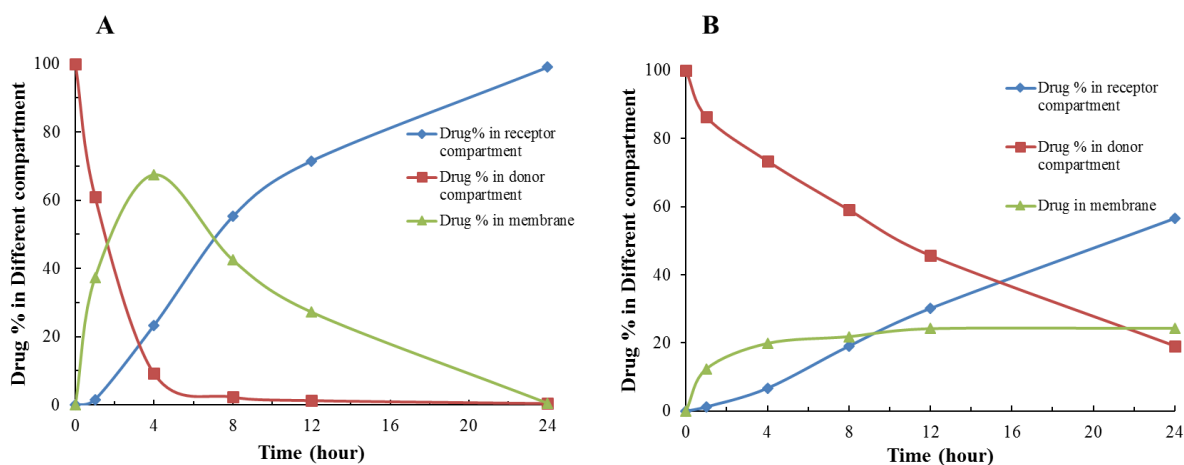 A
Drug % in Different compartment
100
80
60
40
20
0
Drug% in receptor
compartment
Drug % in donor
compartment
Drug % in membrane
0
4
8
12
16
20
24
Time (hour)
B
Drug % in Different compartment
100
80
60
40
20
0
Drug % in receptor
compartment
Drug % in donor
compartment
Drug in membrane
0
4
8
12
16
20
24
Time (hour)